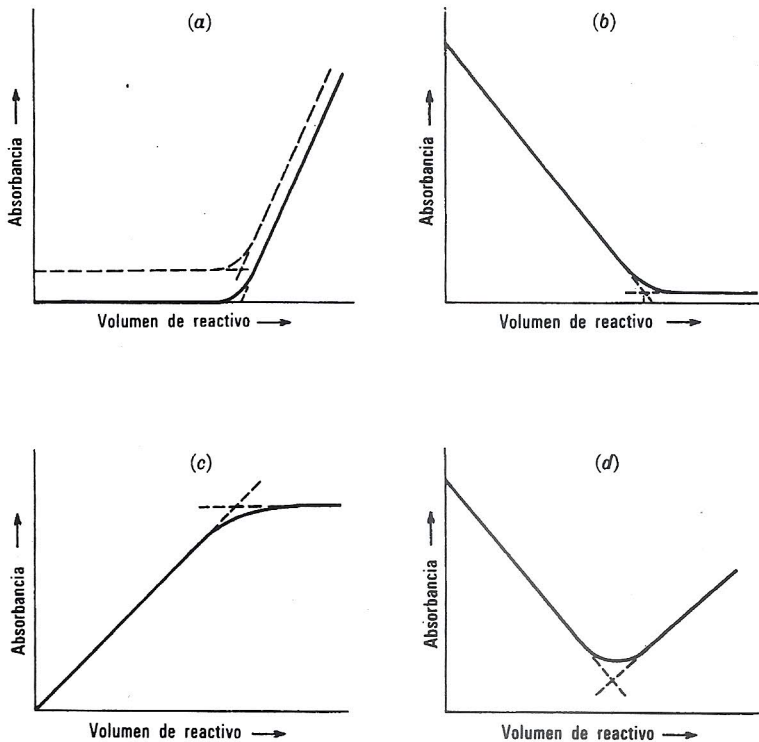 (a)
Absorbancia
Volumen de reactivo
(b)
Absorbancia
Volumen de reactivo
(c)
Absorbancia
Volumen de reactivo
(d)
Absorbancia
Volumen de reactivo